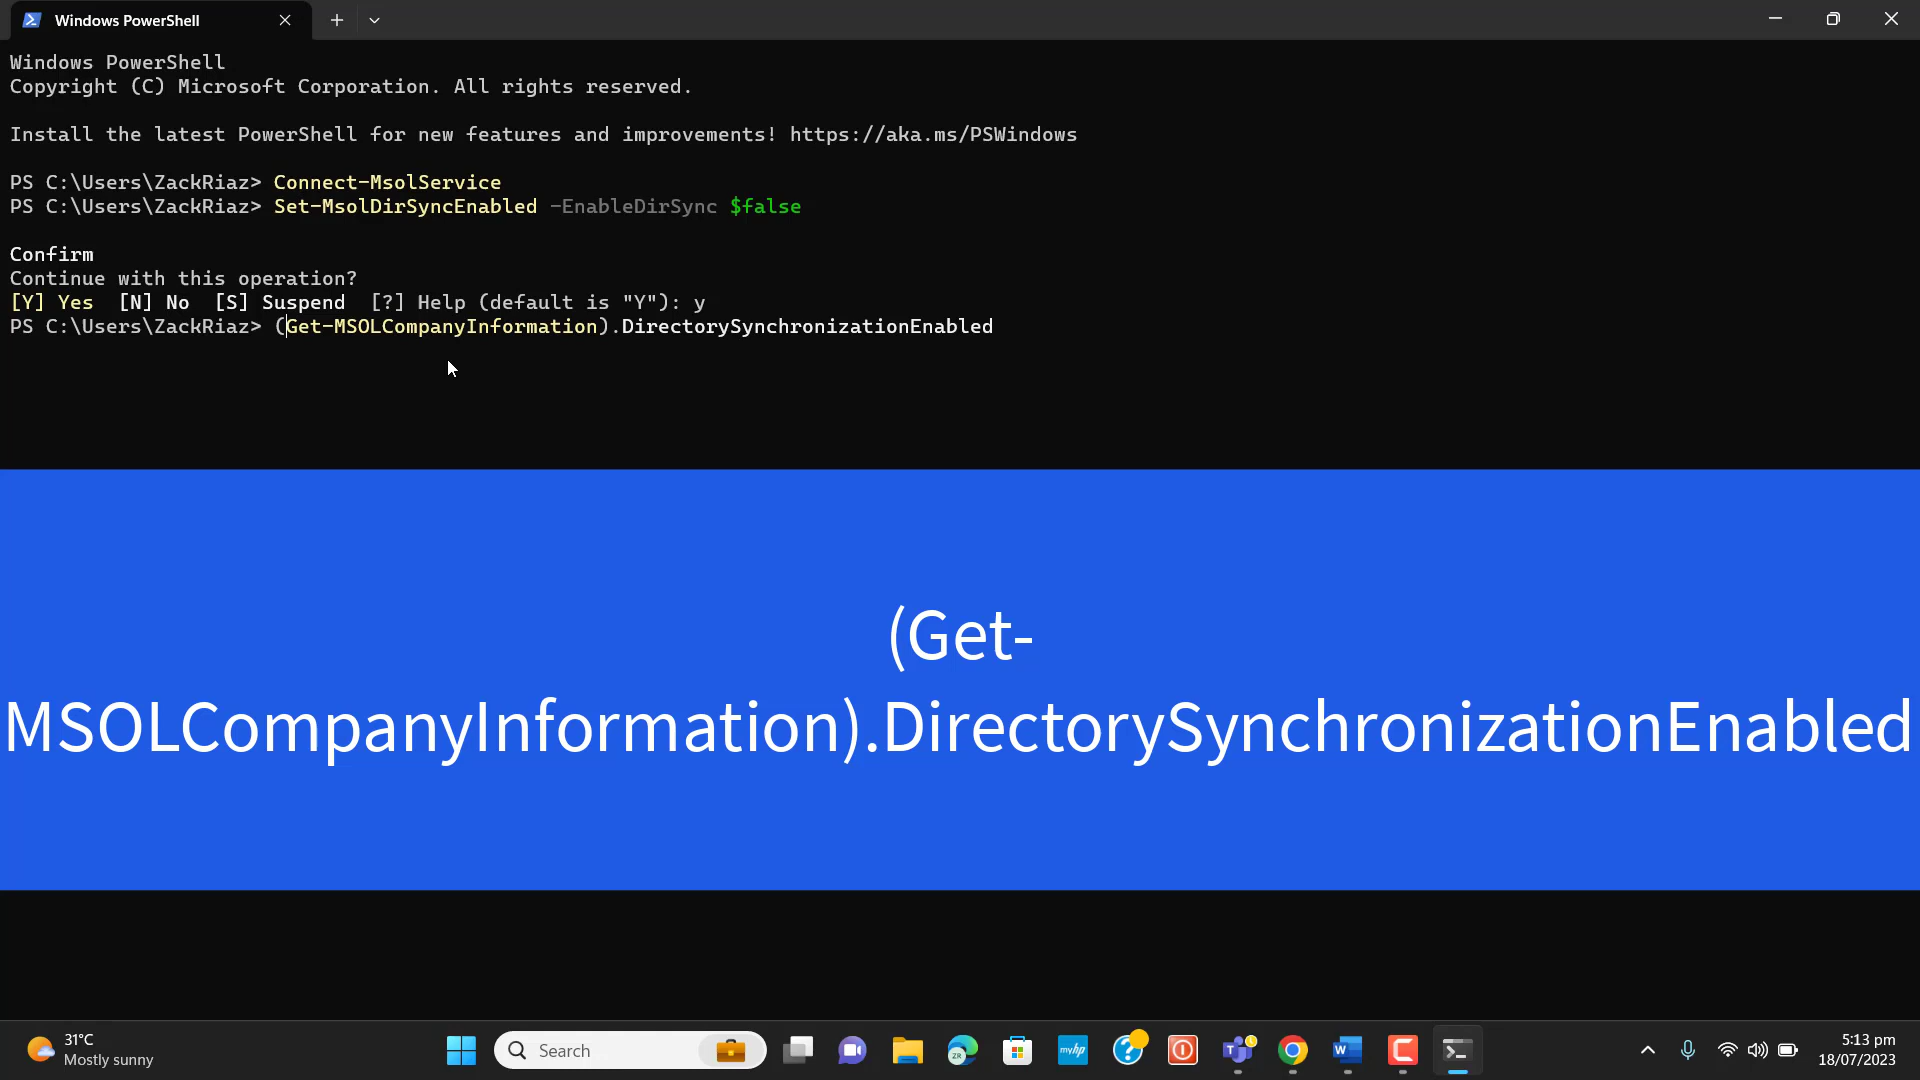 Windows PowerShell
Windows PowerShell
Copyright (C) Microsoft Corporation. All rights reserved.
Install the latest PowerShell for new features and improvements! https://aka.ms/PSWindows
PS C:\Users\ZackRiaz> Connect-MsolService
PS C:\Users\ZackRiaz> Set-MsolDirSyncEnabled -EnableDirSync $false
Confirm
Continue with this operation?
[Y] Yes  [N] No  [S] Suspend  [?] Help (default is "Y"): y
PS C:\Users\ZackRiaz> (Get-MSOLCompanyInformation).DirectorySynchronizationEnabled
(Get-
MSOLCompanyInformation).DirectorySynchronizationEnabled
31°C
Mostly sunny
Search
ZR
myhp
5:13 pm
18/07/2023